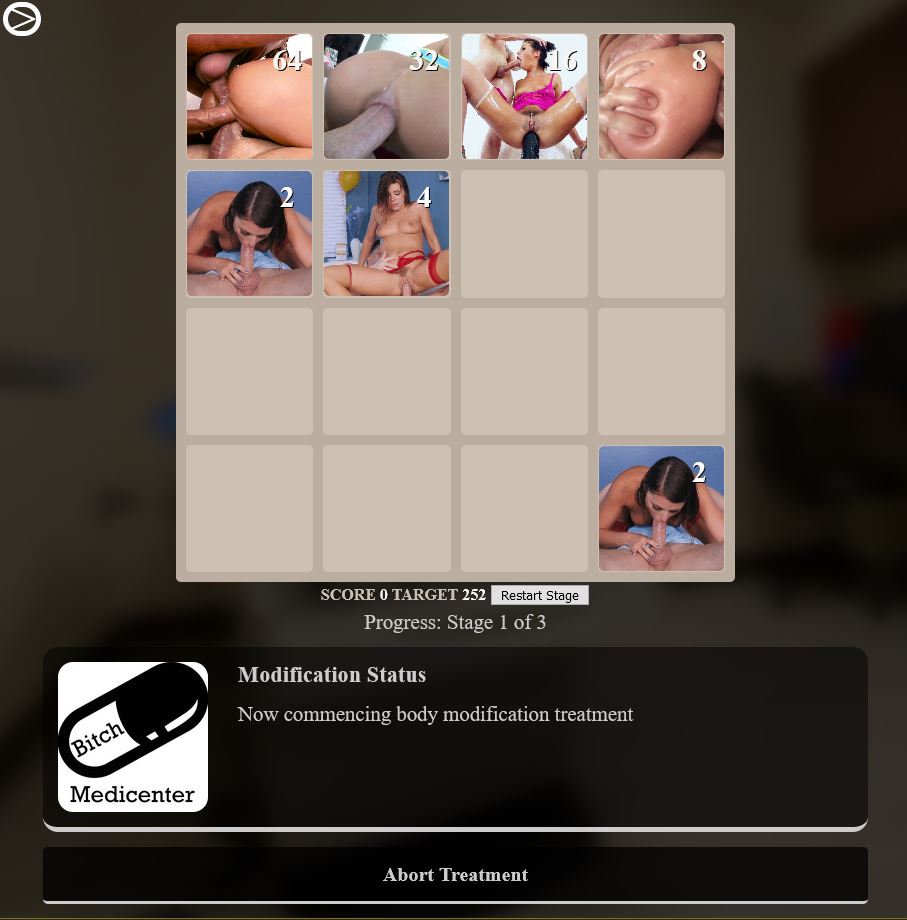 64 32 16 8
2 4
2
SCORE 0 TARGET 252 Restart Stage
Progress: Stage 1 of 3
Modification Status
Now commencing body modification treatment
Bitch
Medicenter
Abort Treatment